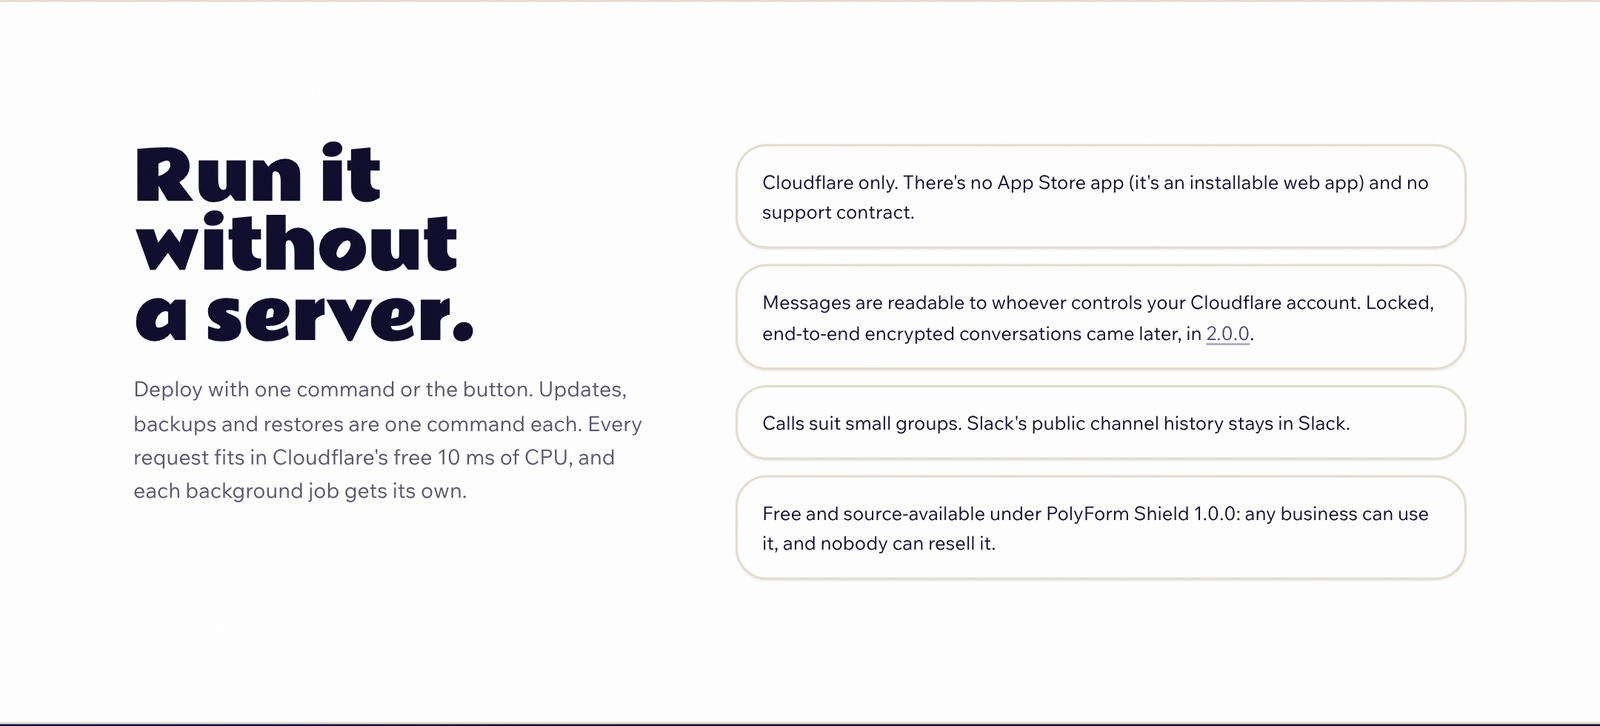 Run it
without
a server.
Deploy with one command or the button. Updates,
backups and restores are one command each. Every
request fits in Cloudflare's free 10 ms of CPU, and
each background job gets its own.
Cloudflare only. There's no App Store app (it's an installable web app) and no
support contract.
Messages are readable to whoever controls your Cloudflare account. Locked,
end-to-end encrypted conversations came later, in 2.0.0.
Calls suit small groups. Slack's public channel history stays in Slack.
Free and source-available under PolyForm Shield 1.0.0: any business can use
it, and nobody can resell it.